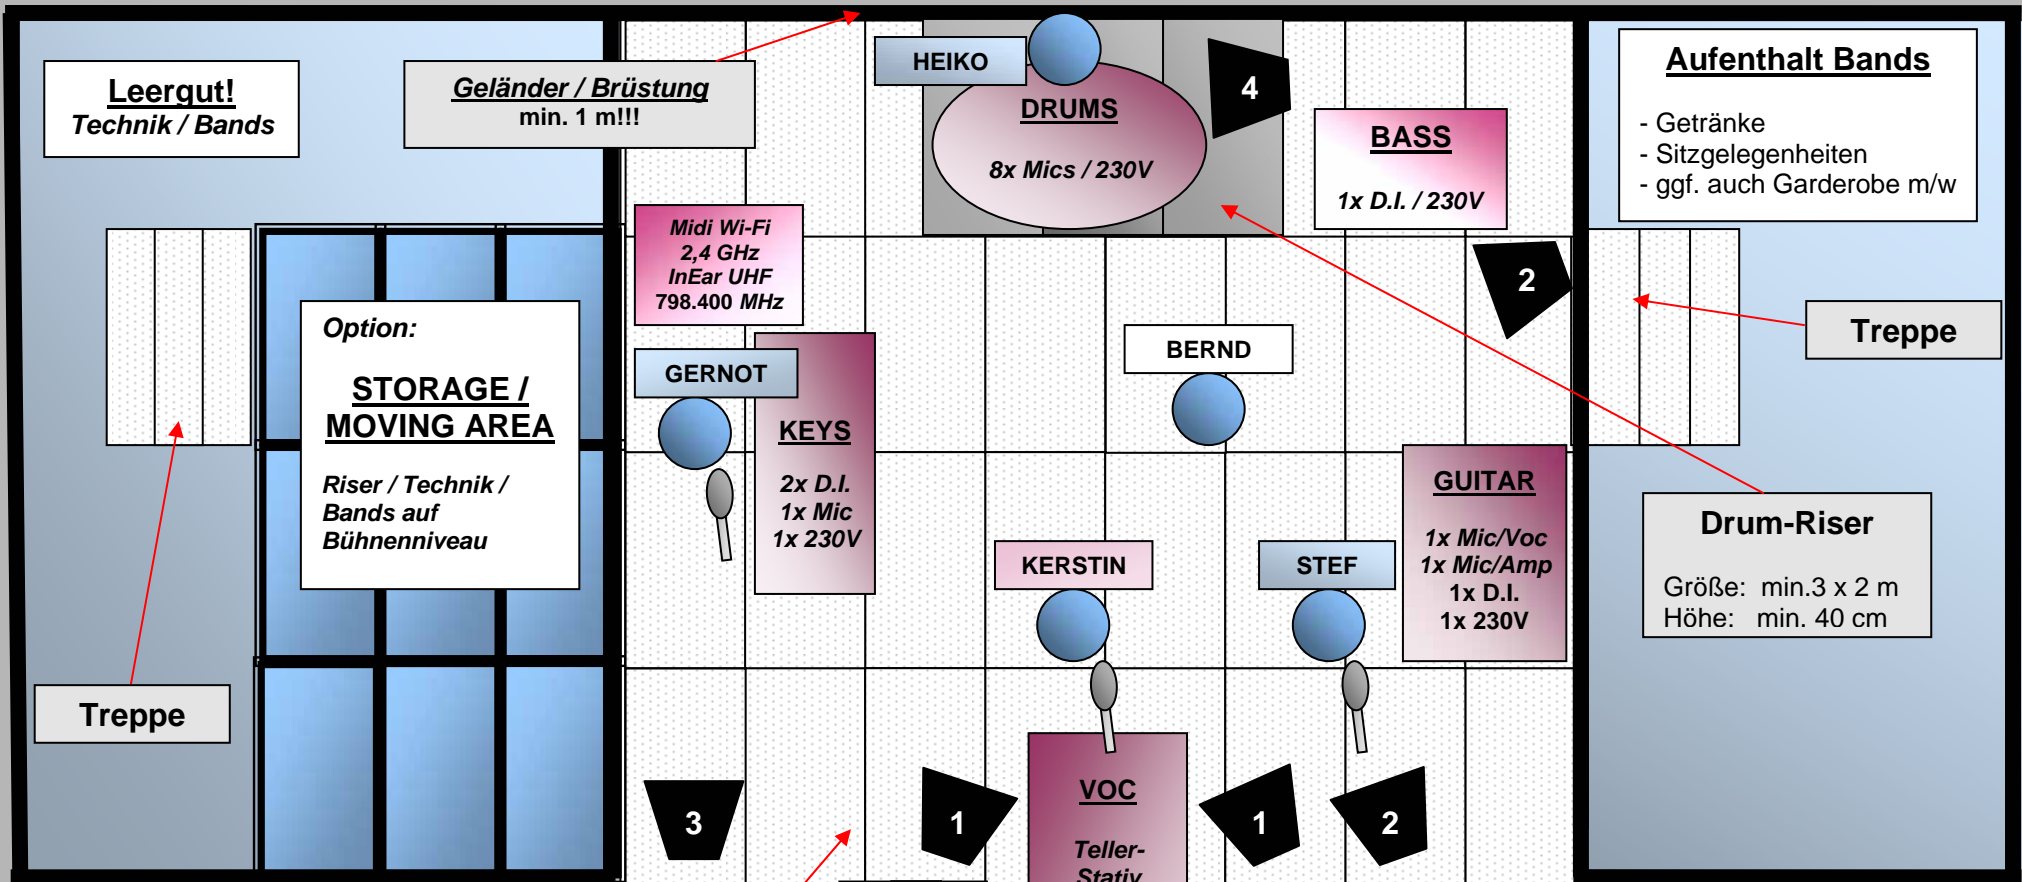 Leergut!
Technik / Bands
Geländer / Brüstung
min. 1 m!!!
HEIKO
DRUMS
8x Mics / 230V
4
BASS
1x D.I. / 230V
Aufenthalt Bands
- Getränke
- Sitzgelegenheiten
- ggf. auch Garderobe m/w
Midi Wi-Fi
2,4 GHz
InEar UHF
798.400 MHz
2
Treppe
Option:
STORAGE /
MOVING AREA
Riser / Technik /
Bands auf
Bühnenniveau
GERNOT
KEYS
2x D.I.
1x Mic
1x 230V
BERND
GUITAR
1x Mic/Voc
1x Mic/Amp
1x D.I.
1x 230V
KERSTIN
STEF
Drum-Riser
Größe: min.3 x 2 m
Höhe: min. 40 cm
Treppe
3
1
VOC
Teller-
Stativ
1
2